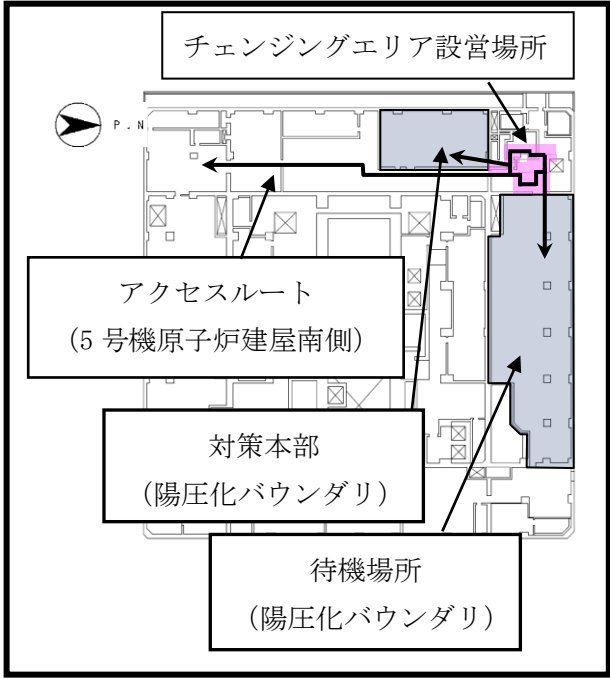 チェンジングエリア設営場所
P.N
アクセスルート
(5 号機原子炉建屋南側)
対策本部
(陽圧化バウンダリ)
待機場所
(陽圧化バウンダリ)